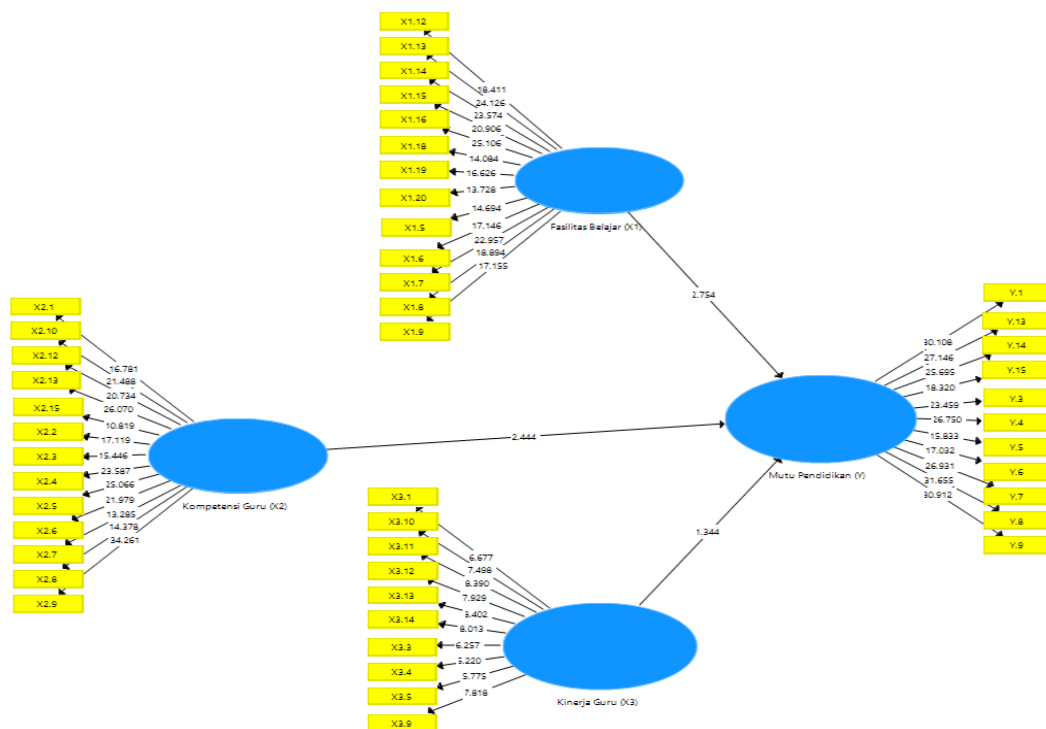 X1.12
X1.13
X1.14
X1.15
X1.16
X1.18
X1.19
X1.20
X1.5
X1.6
X1.7
X1.8
X1.9
18.411
24.126
23.574
20.906
25.106
14.084
16.626
13.728
14.694
17.146
22.957
18.894
17.155
Fasilitas Belajar (X1)
2.754
X2.1
X2.10
X2.12
X2.13
X2.15
X2.2
X2.3
X2.4
X2.5
X2.6
X2.7
X2.8
X2.9
16.781
21.488
20.734
26.070
10.819
17.119
15.446
23.587
25.066
21.979
13.285
14.378
34.261
Kompetensi Guru (X2)
2.444
X3.1
X3.10
X3.11
X3.12
X3.13
X3.14
X3.3
X3.4
X3.5
X3.9
6.677
7.498
8.390
7.929
8.013
6.257
5.775
7.818
Kinerja Guru (X3)
1.344
Y.1
Y.13
Y.14
Y.15
Y.3
Y.4
Y.5
Y.6
Y.7
Y.8
Y.9
30.108
27.146
25.695
18.320
23.459
26.750
15.833
17.032
26.931
31.655
30.912
Mutu Pendidikan (Y)